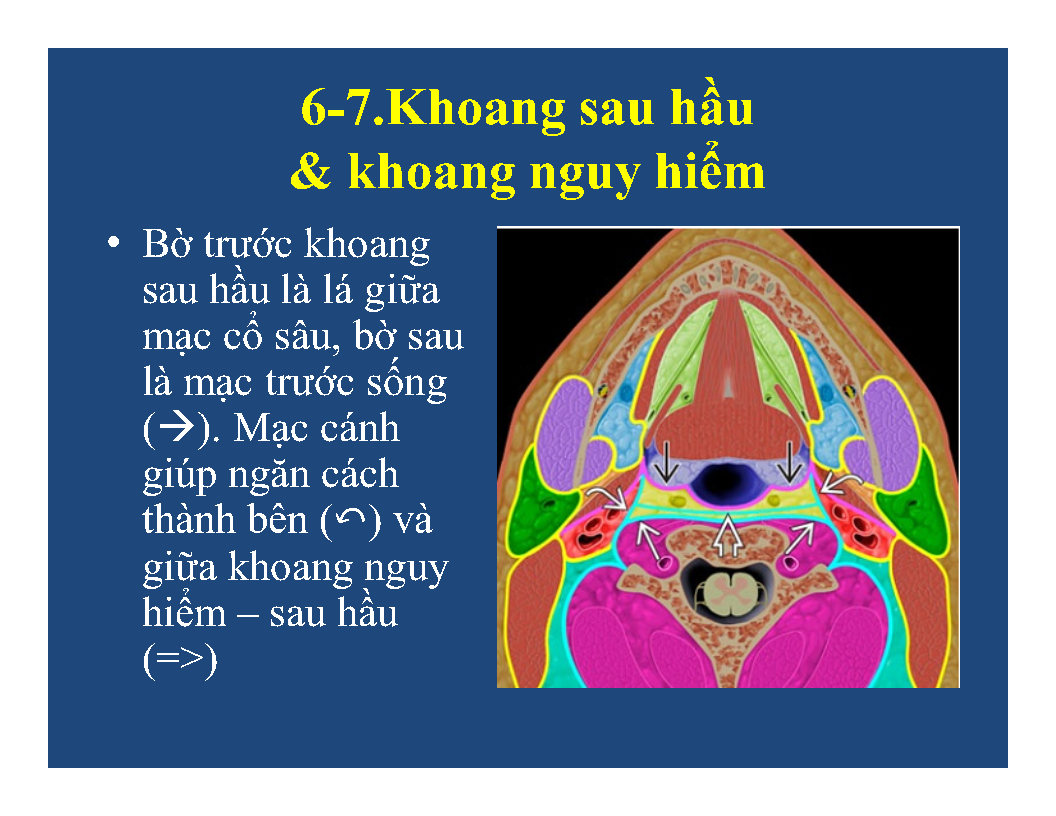 6-7.Khoang sau hầu
& khoang nguy hiểm
• Bờ trước khoang
sau hầu là lá giữa
mạc cổ sâu, bờ sau
là mạc trước sống
(→). Mạc cánh
giúp ngăn cách
thành bên (⤺) và
giữa khoang nguy
hiểm – sau hầu
(=>)